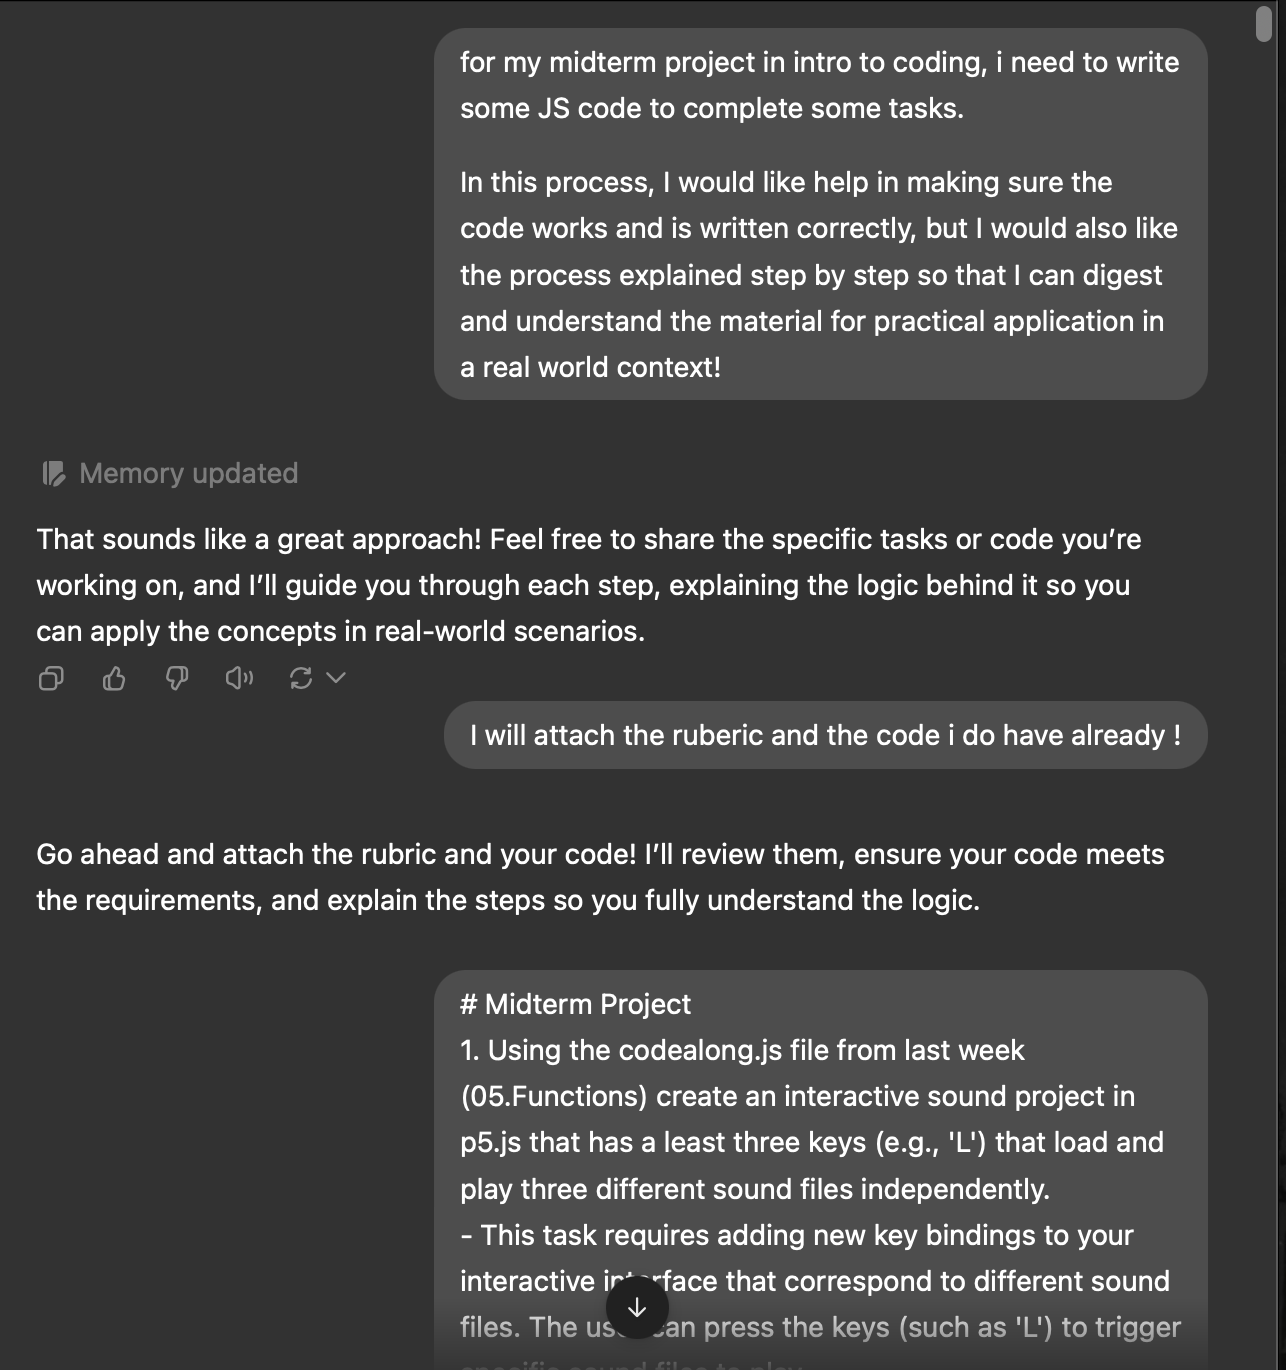 for my midterm project in intro to coding, i need to write
some JS code to complete some tasks.
In this process, I would like help in making sure the
code works and is written correctly, but I would also like
the process explained step by step so that I can digest
and understand the material for practical application in
a real world context!
Memory updated
That sounds like a great approach! Feel free to share the specific tasks or code you’re
working on, and I’ll guide you through each step, explaining the logic behind it so you
can apply the concepts in real-world scenarios.
I will attach the ruberic and the code i do have already !
Go ahead and attach the rubric and your code! I’ll review them, ensure your code meets
the requirements, and explain the steps so you fully understand the logic.
# Midterm Project
1. Using the codealong.js file from last week
(05.Functions) create an interactive sound project in
p5.js that has a least three keys (e.g., 'L') that load and
play three different sound files independently.
- This task requires adding new key bindings to your
interactive interface that correspond to different sound
files. The can press the keys (such as 'L') to trigger